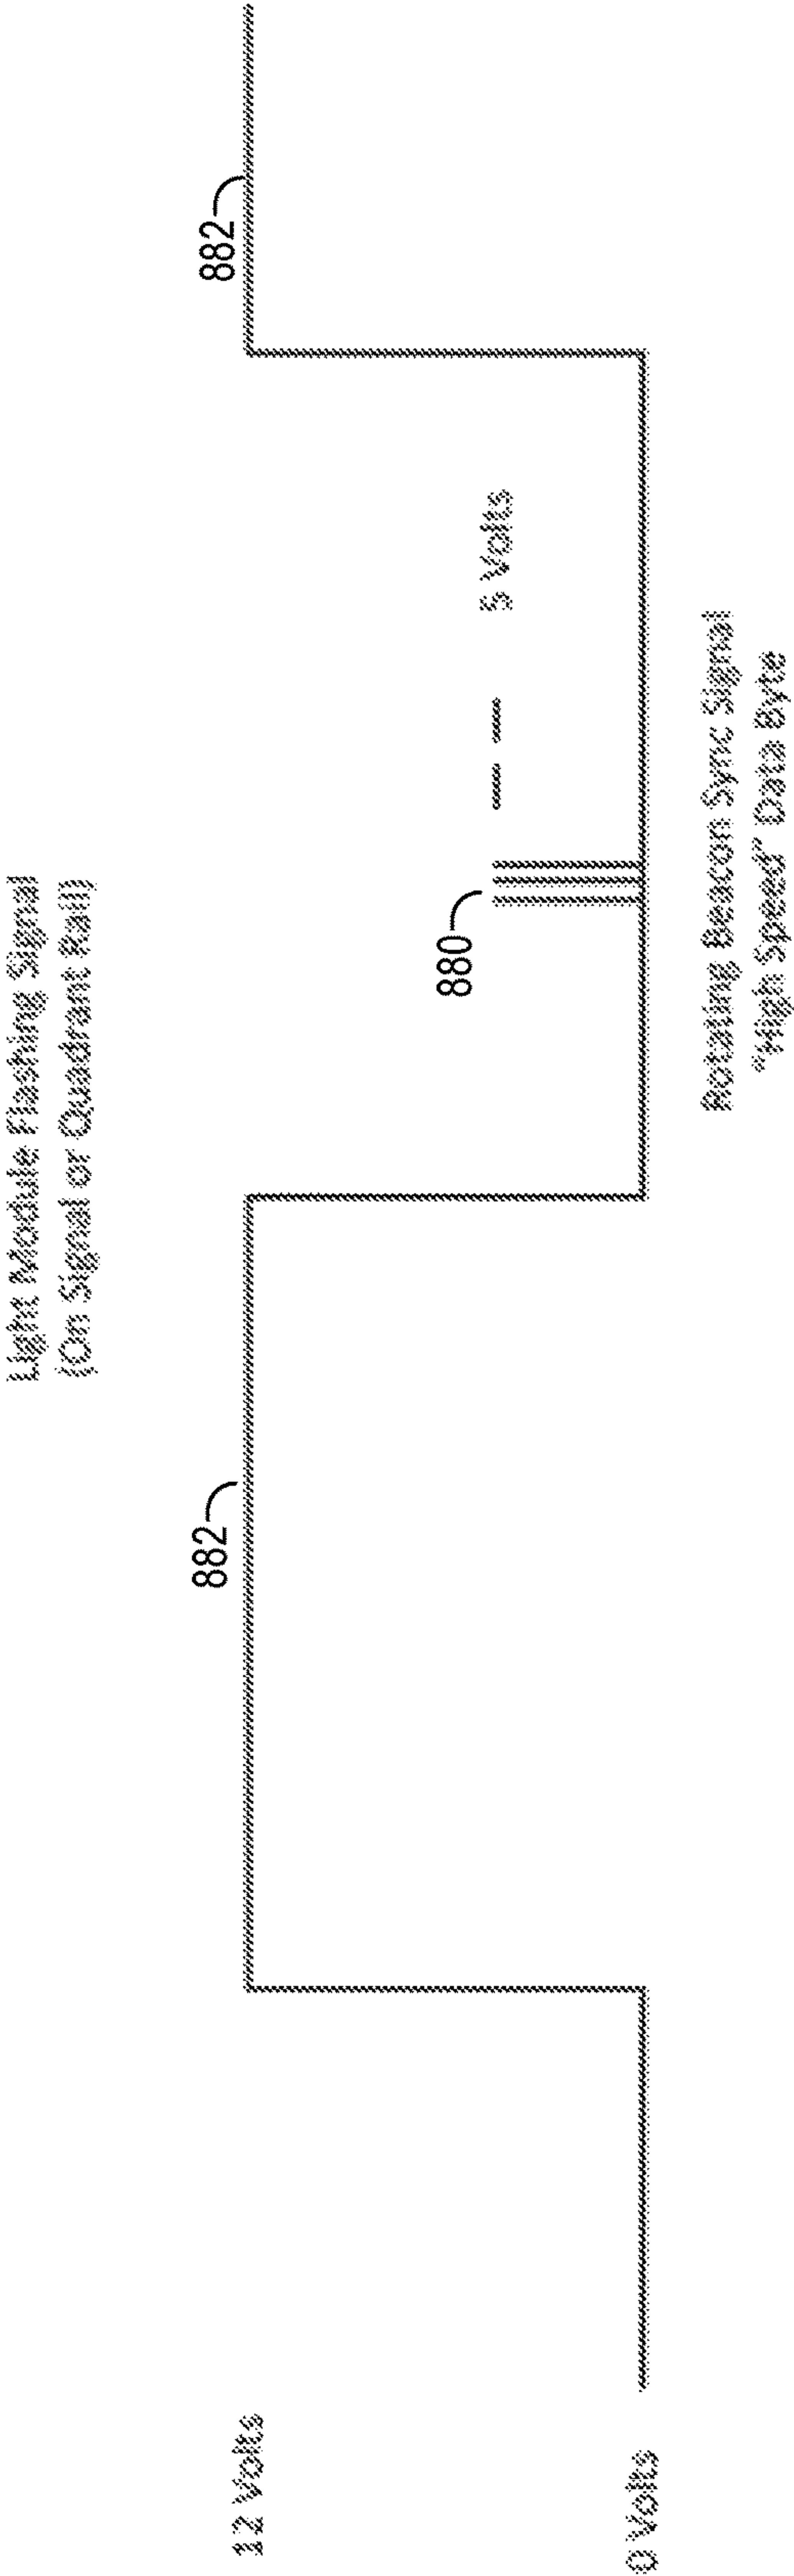 Light Module Flashing Signal
(On Signal or Quadrant Rail)
12 Volts
882
882
880
5 Volts
0 Volts
Rotating Beacon Sync Signal
"High Speed" Data Byte